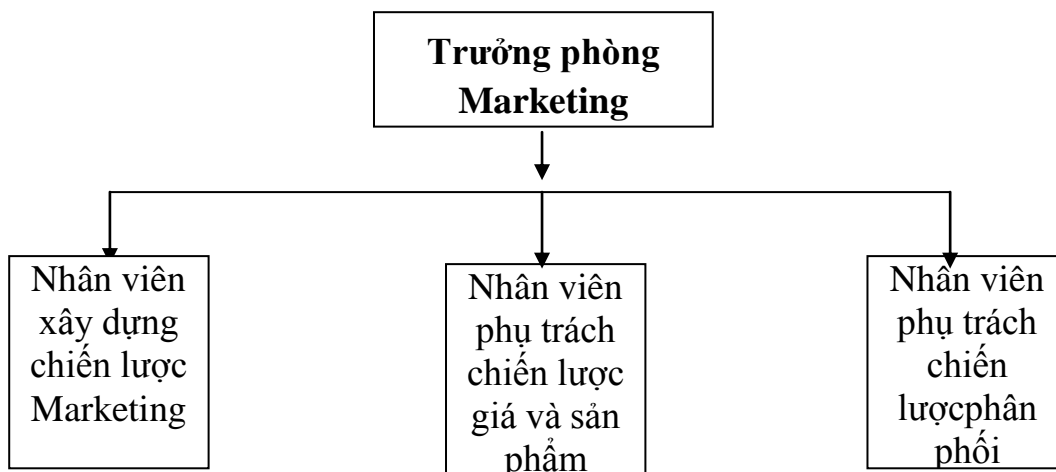 Trưởng phòng
Marketing
Nhân viên
xây dựng
chiến lược
Marketing
Nhân viên
phụ trách
chiến lược
giá và sản
phẩm
Nhân viên
phụ trách
chiến
lượcphân
phối